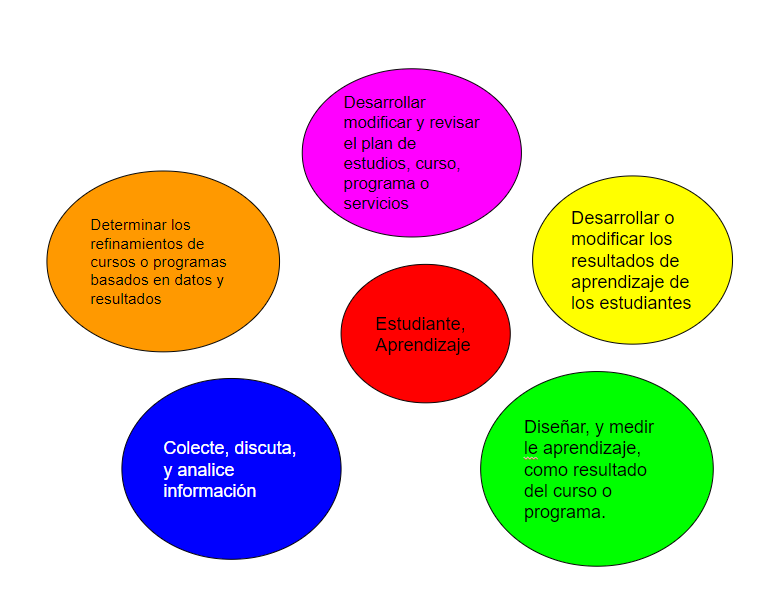 Desarrollar
modificar y revisar
el plan de
estudios, curso,
programa o
servicios
Determinar los
refinamientos de
cursos o programas
basados en datos y
resultados
Desarrollar o
modificar los
resultados de
aprendizaje de
los estudiantes
Estudiante,
Aprendizaje
Colecte, discuta,
y analice
información
Diseñar, y medir
le aprendizaje,
como resultado
del curso o
programa.